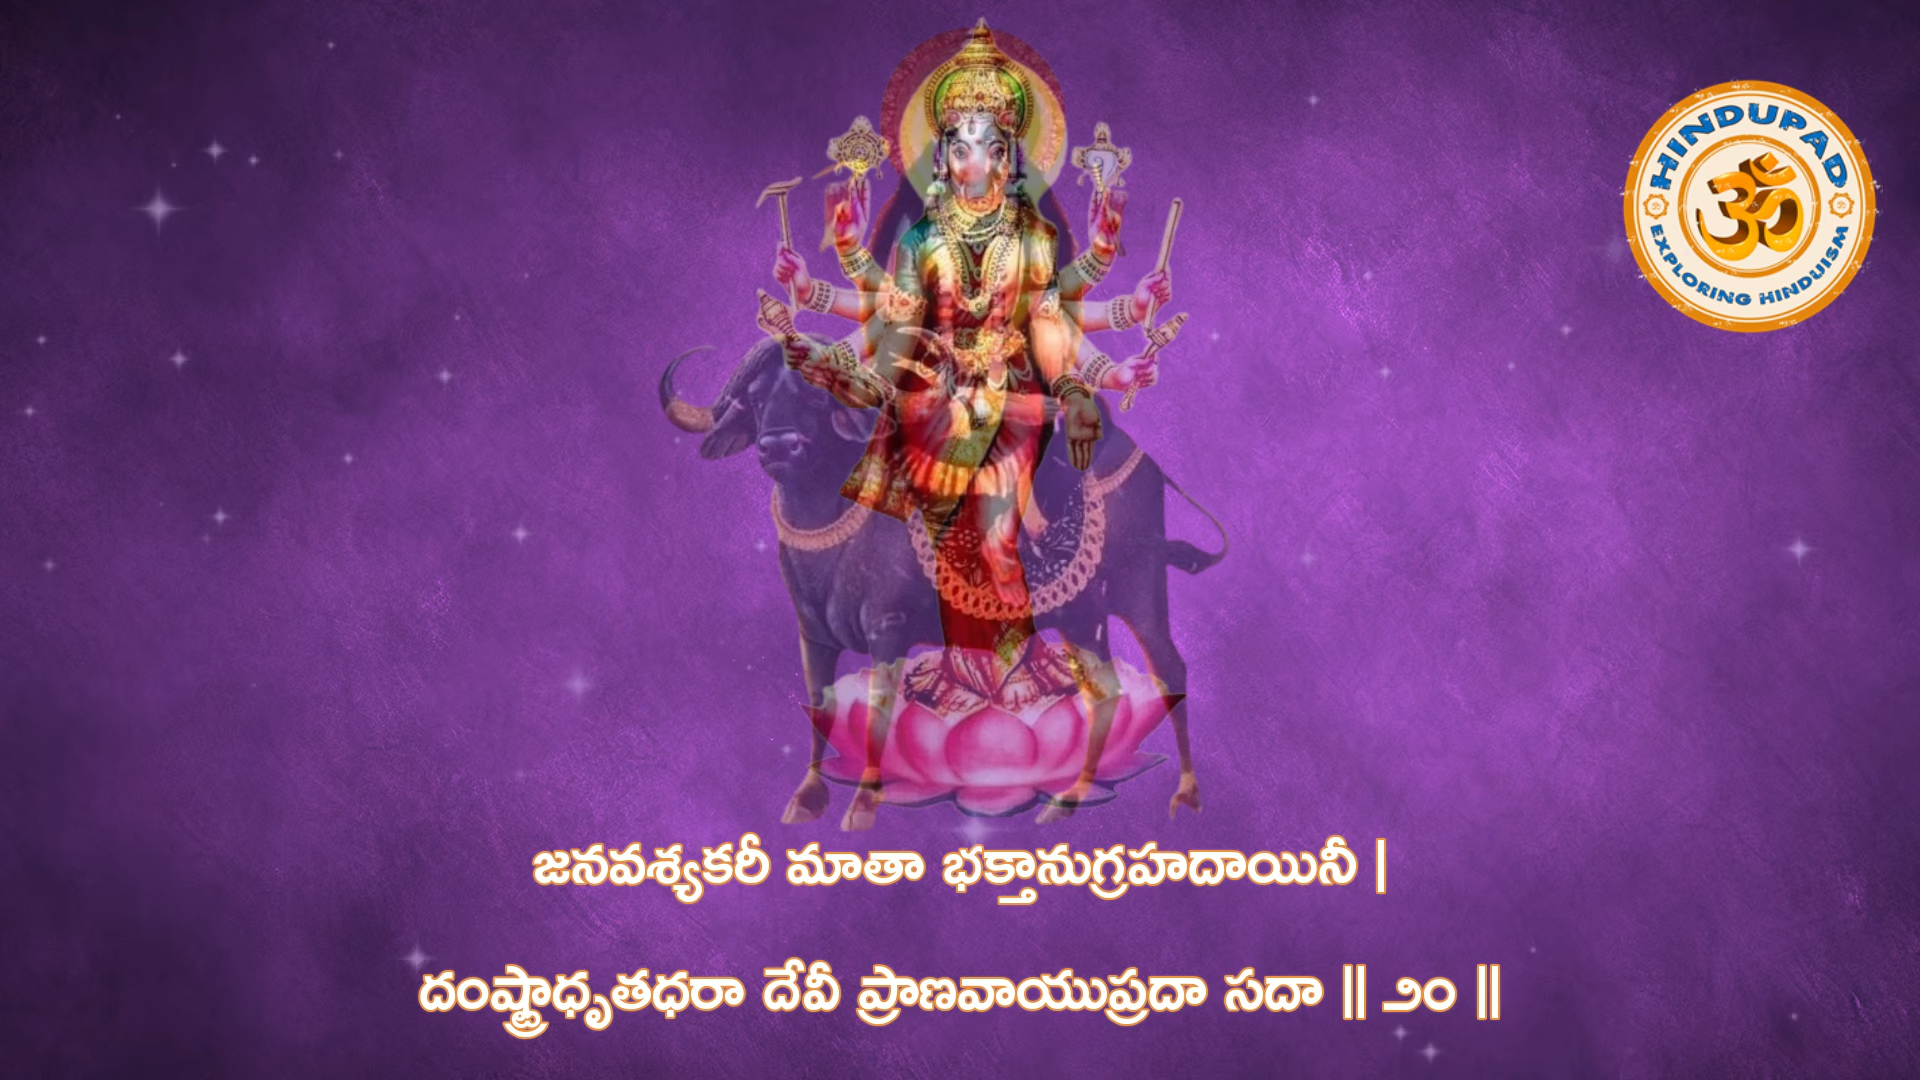 HINDUPAD
ॐ
EXPLORING HINDUISM
జనవశ్యకరీ మాతా భక్తానుగ్రహదాయినీ |
దంష్ట్రాధృతధరా దేవీ ప్రాణవాయుప్రదా సదా || ౨౦ ||